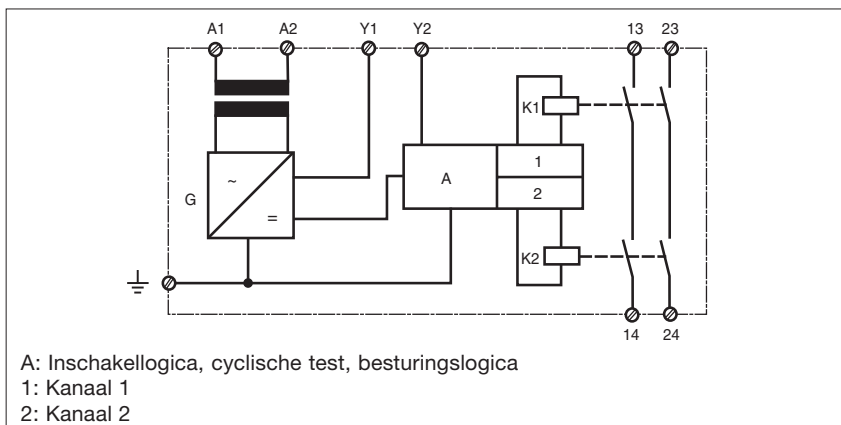 A1 A2 Y1 Y2 13 23
K1
1
A
~
2
G
=
K2
14 24
A: Inschakellogica, cyclische test, besturingslogica
1: Kanaal 1
2: Kanaal 2